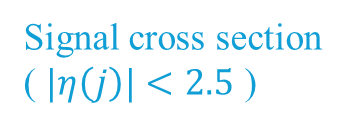 Signal cross section
( |η(j)| < 2.5 )